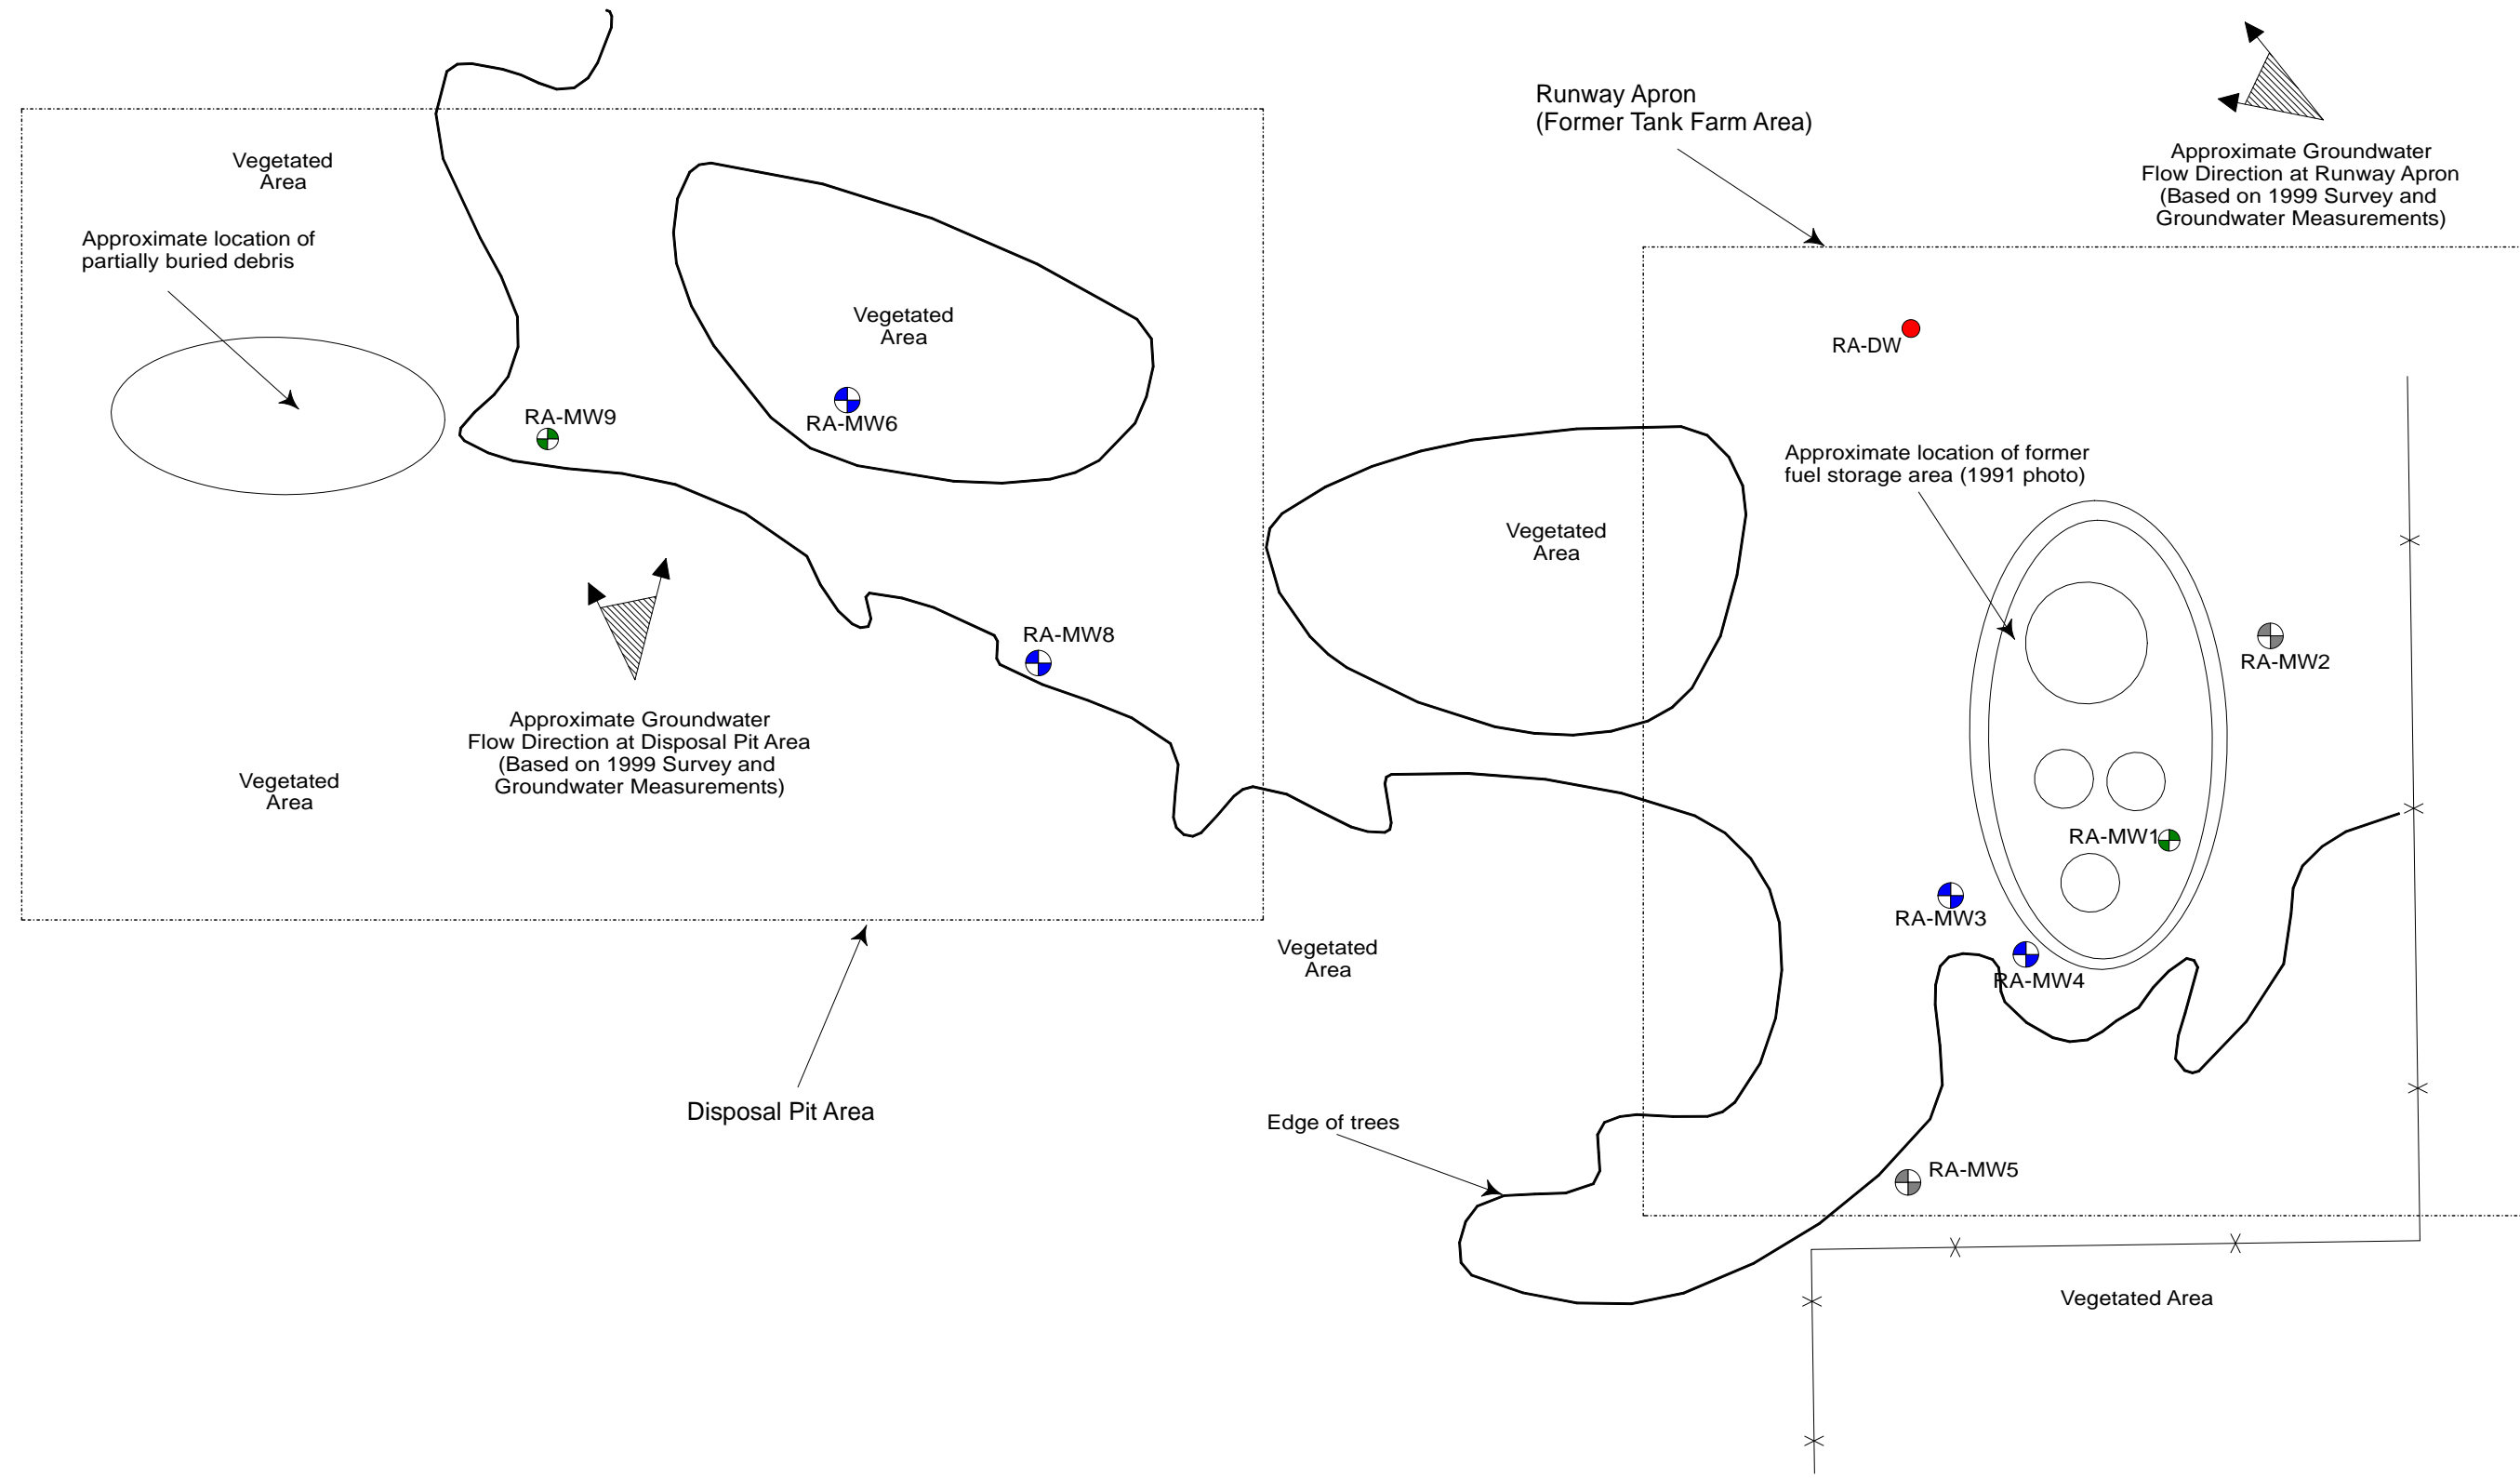 Runway Apron
(Former Tank Farm Area)
Approximate Groundwater
Flow Direction at Runway Apron
(Based on 1999 Survey and
Groundwater Measurements)
Vegetated
Area
Approximate location of
partially buried debris
Vegetated
Area
RA-DW
RA-MW9
RA-MW6
Approximate location of former
fuel storage area (1991 photo)
Vegetated
Area
RA-MW8
RA-MW2
Approximate Groundwater
Flow Direction at Disposal Pit Area
(Based on 1999 Survey and
Groundwater Measurements)
Vegetated
Area
RA-MW1
RA-MW3
Vegetated
Area
RA-MW4
Disposal Pit Area
Edge of trees
RA-MW5
Vegetated Area